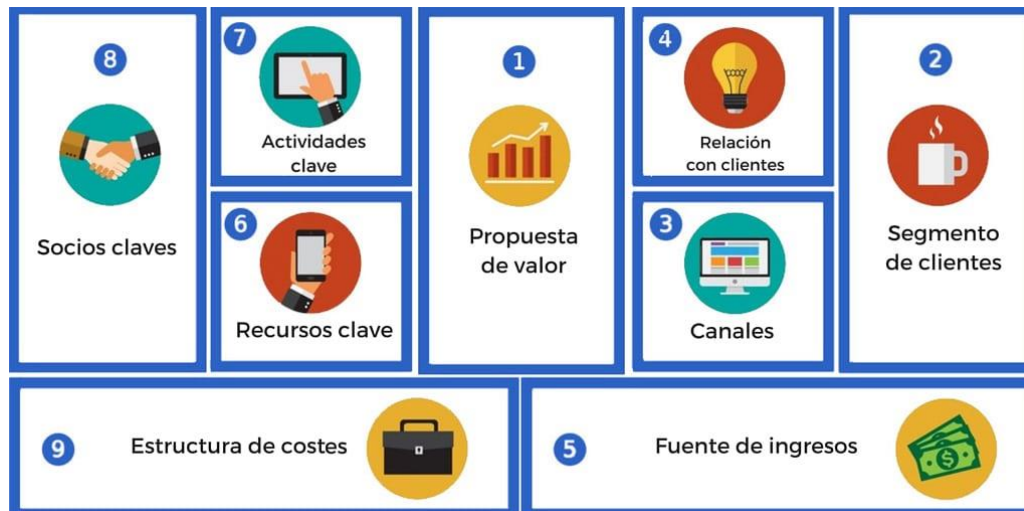 8
Socios claves
7
Actividades
clave
6
Recursos clave
1
Propuesta
de valor
4
Relación
con clientes
3
Canales
2
Segmento
de clientes
9
Estructura de costes
5
Fuente de ingresos